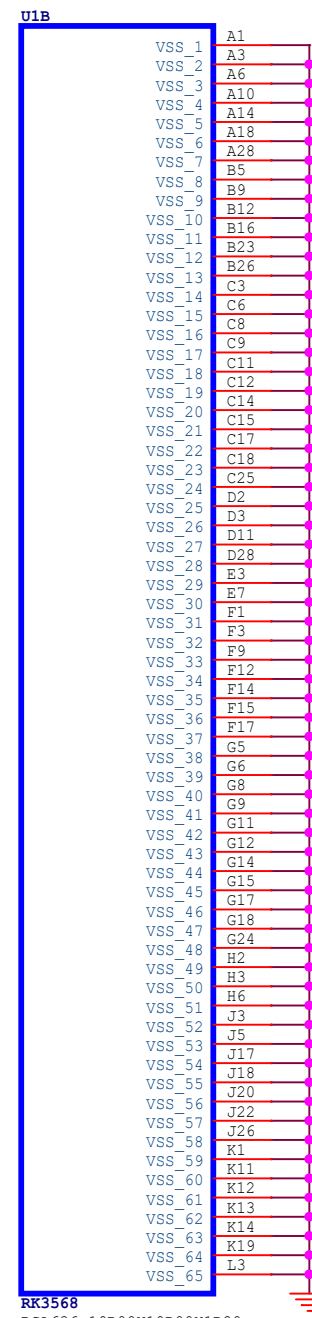 U1B
VSS_1 A1
VSS_2 A3
VSS_3 A6
VSS_4 A10
VSS_5 A14
VSS_6 A18
VSS_7 A28
VSS_8 B5
VSS_9 B9
VSS_10 B12
VSS_11 B16
VSS_12 B23
VSS_13 B26
VSS_14 C3
VSS_15 C6
VSS_16 C8
VSS_17 C9
VSS_18 C11
VSS_19 C12
VSS_20 C14
VSS_21 C15
VSS_22 C17
VSS_23 C18
VSS_24 C25
VSS_25 D2
VSS_26 D3
VSS_27 D11
VSS_28 D28
VSS_29 E3
VSS_30 E7
VSS_31 F1
VSS_32 F3
VSS_33 F9
VSS_34 F12
VSS_35 F14
VSS_36 F15
VSS_37 F17
VSS_38 G5
VSS_39 G6
VSS_40 G8
VSS_41 G9
VSS_42 G11
VSS_43 G12
VSS_44 G14
VSS_45 G15
VSS_46 G17
VSS_47 G18
VSS_48 G24
VSS_49 H2
VSS_50 H3
VSS_51 H6
VSS_52 J3
VSS_53 J5
VSS_54 J17
VSS_55 J18
VSS_56 J20
VSS_57 J22
VSS_58 J26
VSS_59 K1
VSS_60 K11
VSS_61 K12
VSS_62 K13
VSS_63 K14
VSS_64 K19
VSS_65 L3
RK3568